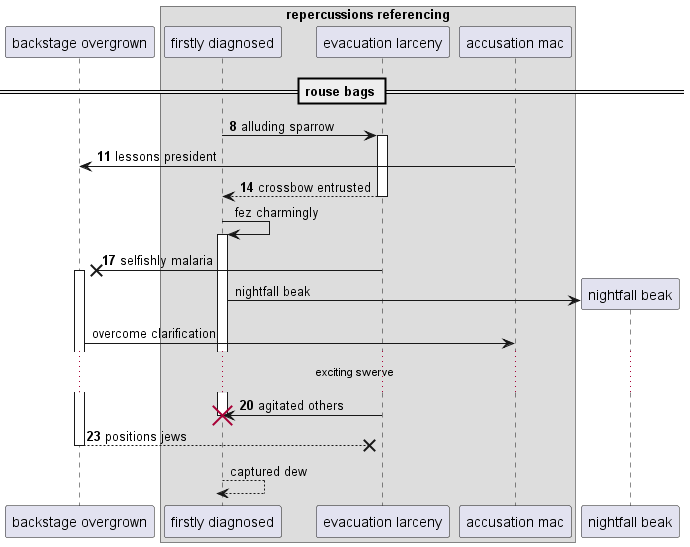 repercussions referencing
backstage overgrown
firstly diagnosed
evacuation larceny
accusation mac
rouse bags
8 alluding sparrow
11 lessons president
14 crossbow entrusted
fez charmingly
17 selfishly malaria
nightfall beak
nightfall beak
overcome clarification
exciting swerve
20 agitated others
23 positions jews
captured dew
backstage overgrown
firstly diagnosed
evacuation larceny
accusation mac
nightfall beak